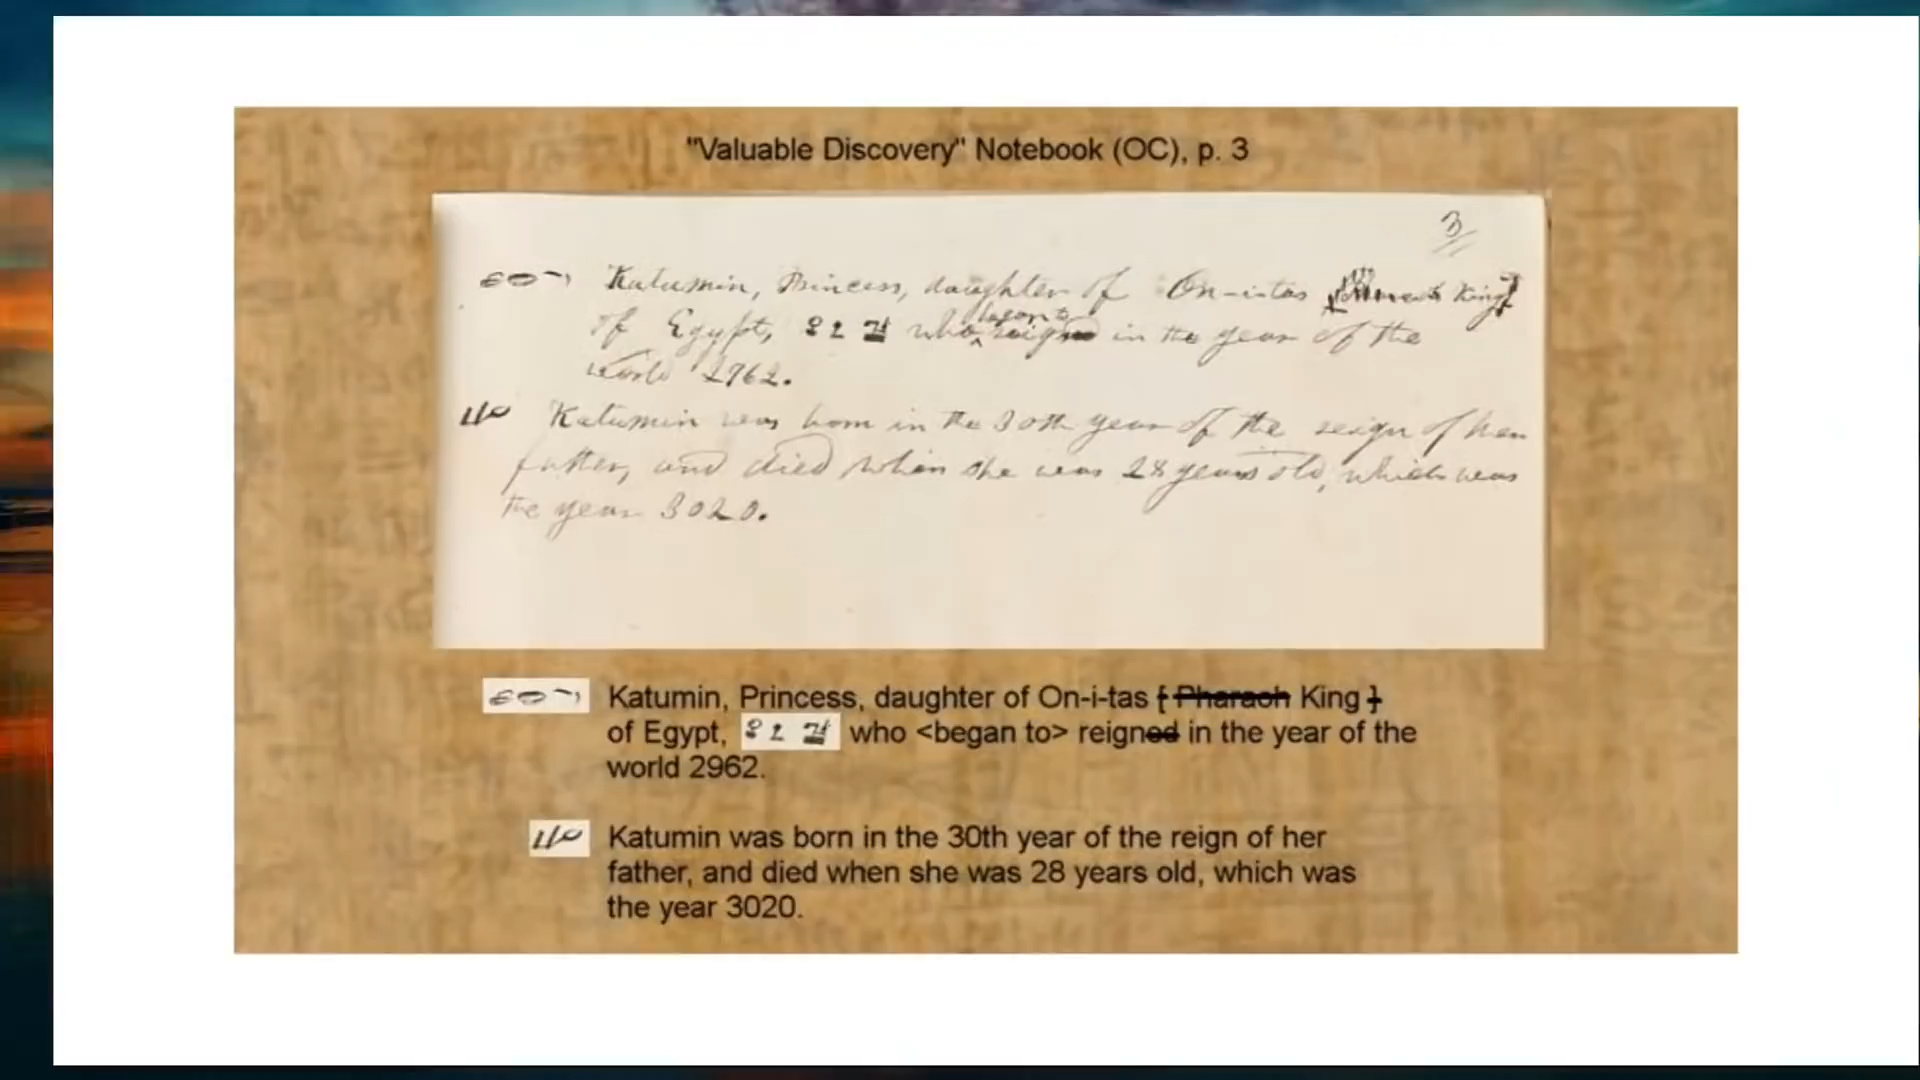 "Valuable Discovery" Notebook (OC), p. 3
3
Katumin, Princess, daughter of On-i-tas King
began to
of Egypt, who reigned in the year of the
world 2962.
Katumin was born in the 30th year of the reign of her
father, and died when she was 28 years old, which was
the year 3020.
Katumin, Princess, daughter of On-i-tas [ Pharaoh King ]
of Egypt, who <began to> reigned in the year of the
world 2962.
Katumin was born in the 30th year of the reign of her
father, and died when she was 28 years old, which was
the year 3020.